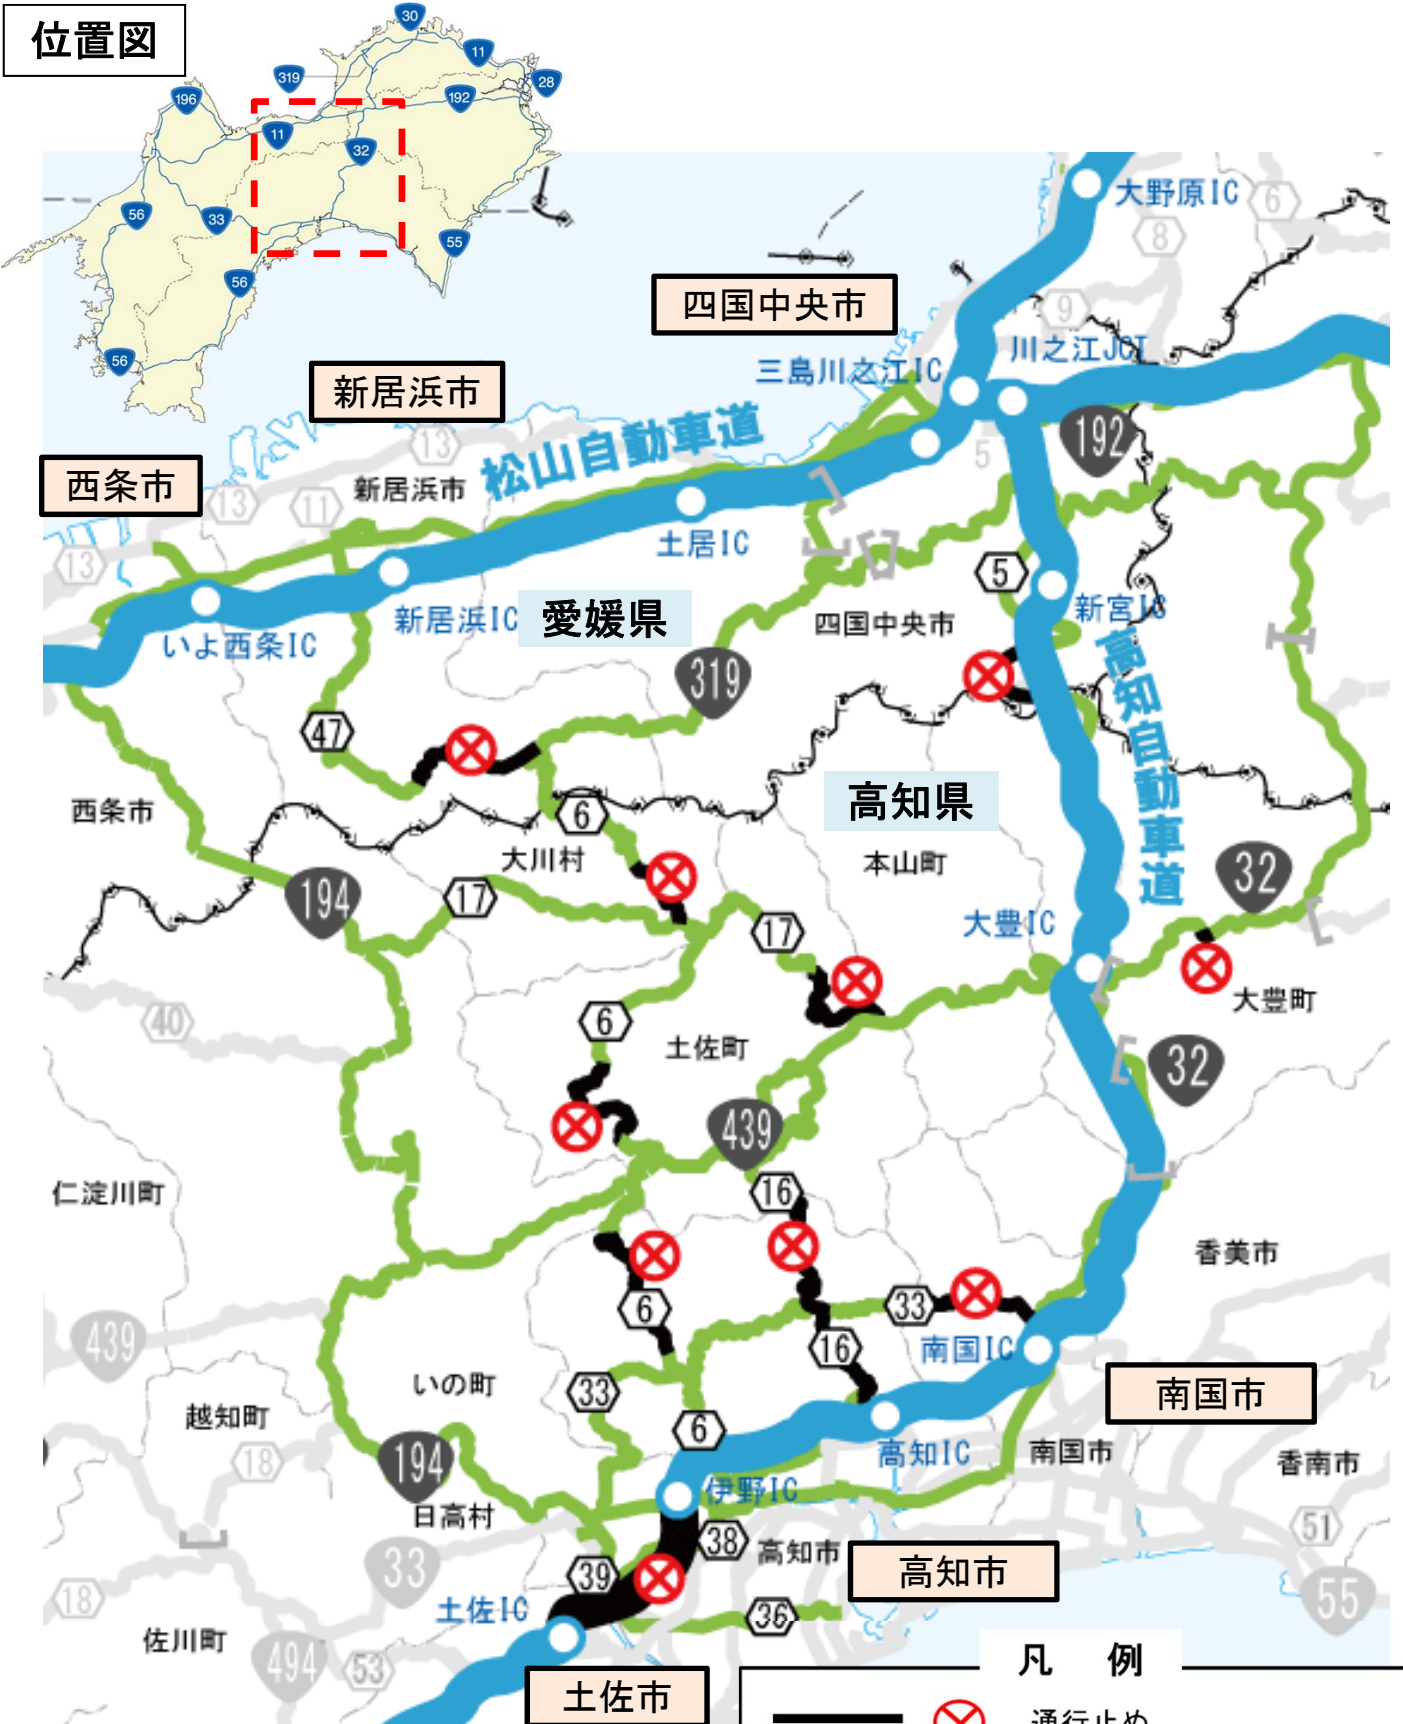 位置図
30
11
319
28
196
192
11
32
56
33
55
56
56
大野原IC
6
8
四国中央市
9
川之江JCT
三島川之江IC
新居浜市
192
松山自動車道
13
5
西条市
新居浜市
13
11
土居IC
13
5
新宮IC
新居浜IC
愛媛県
四国中央市
いよ西条IC
高知自動車道
319
47
高知県
西条市
6
大川村
本山町
32
194
17
大豊IC
17
大豊町
40
6
土佐町
32
439
16
仁淀川町
香美市
6
33
439
16
南国IC
いの町
33
南国市
越知町
6
194
18
高知IC
南国市
香南市
伊野IC
日高村
51
38
高知市
高知市
33
39
55
18
土佐IC
36
佐川町
494
53
凡 例
土佐市
通行止め